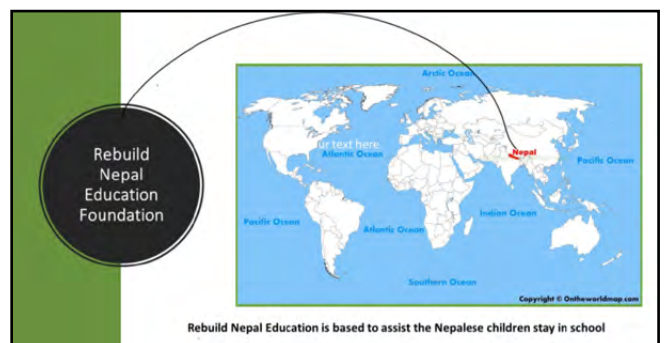 Rebuild
Nepal
Education
Foundation
Arctic Ocean
ur text here
Atlantic Ocean
Nepal
Pacific Ocean
Pacific Ocean
Atlantic Ocean
Indian Ocean
Southern Ocean
Copyright © Ontheworldmap.com
Rebuild Nepal Education is based to assist the Nepalese children stay in school